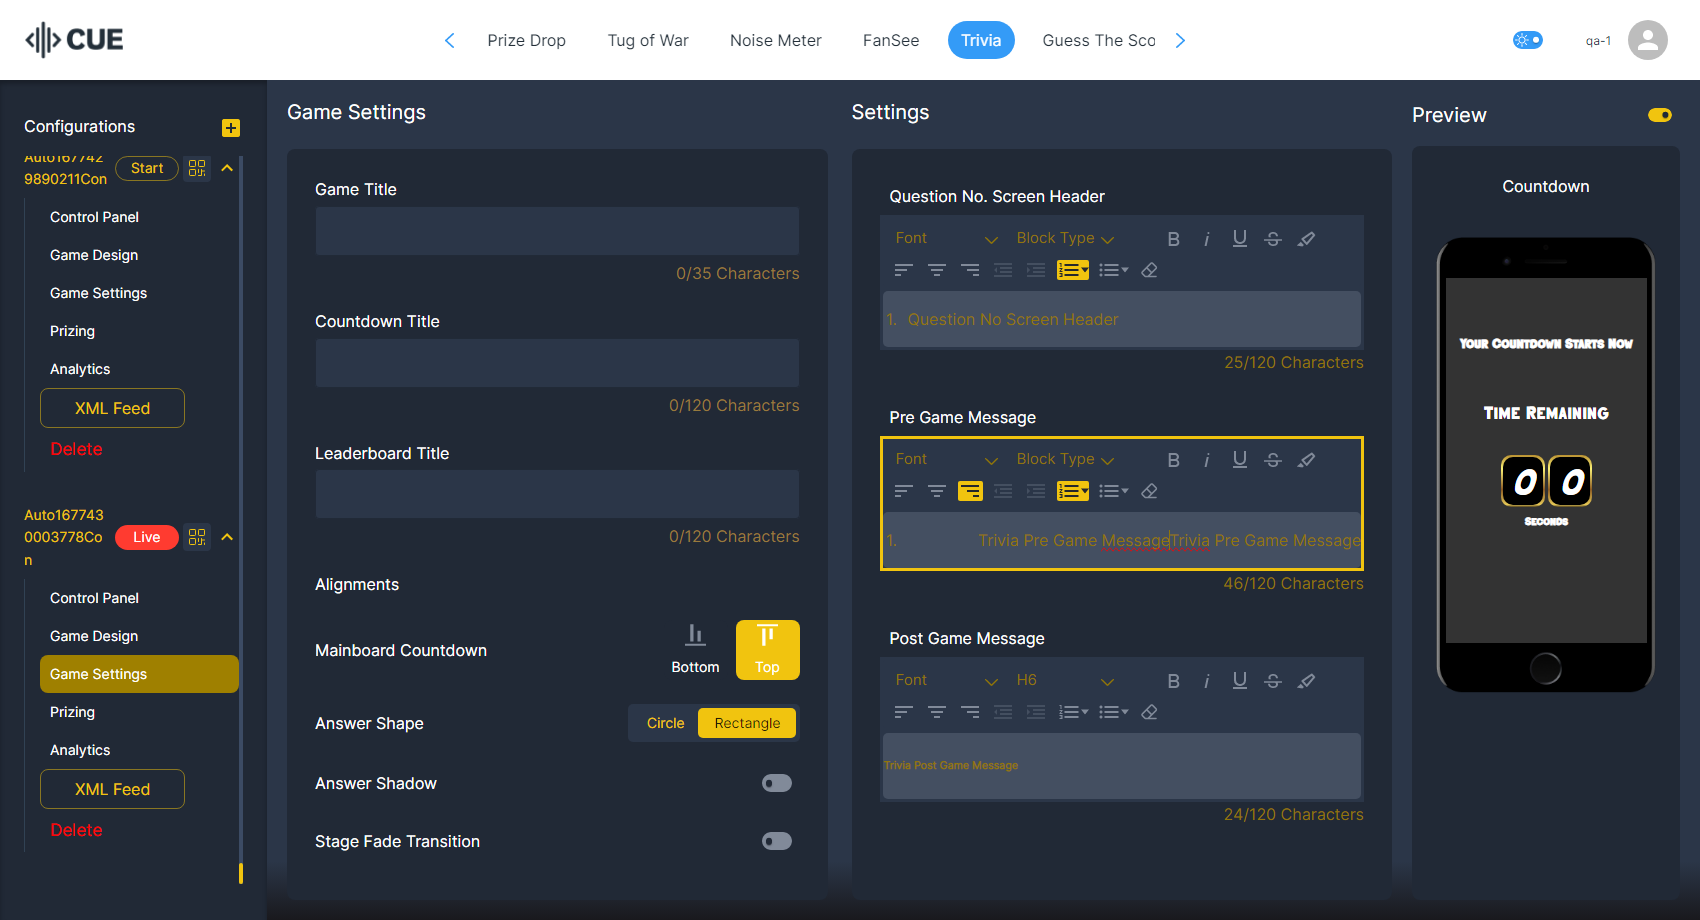 CUE
Prize Drop
Tug of War
Noise Meter
FanSee
Trivia
Guess The Sco
qa-1
Configurations
Auto167742
9890211Con
Start
Control Panel
Game Design
Game Settings
Prizing
Analytics
XML Feed
Delete
Auto167743
0003778Co
n
Live
Control Panel
Game Design
Game Settings
Prizing
Analytics
XML Feed
Delete
Game Settings
Game Title
0/35 Characters
Countdown Title
0/120 Characters
Leaderboard Title
0/120 Characters
Alignments
Mainboard Countdown
Bottom
Top
Answer Shape
Circle
Rectangle
Answer Shadow
Stage Fade Transition
Settings
Question No. Screen Header
Font
Block Type
B i U S
1. Question No Screen Header
25/120 Characters
Pre Game Message
Font
Block Type
B i U S
1. Trivia Pre Game MessageTrivia Pre Game Message
46/120 Characters
Post Game Message
Font
H6
B i U S
Trivia Post Game Message
24/120 Characters
Preview
Countdown
Your Countdown Starts Now
Time Remaining
0 0
Seconds